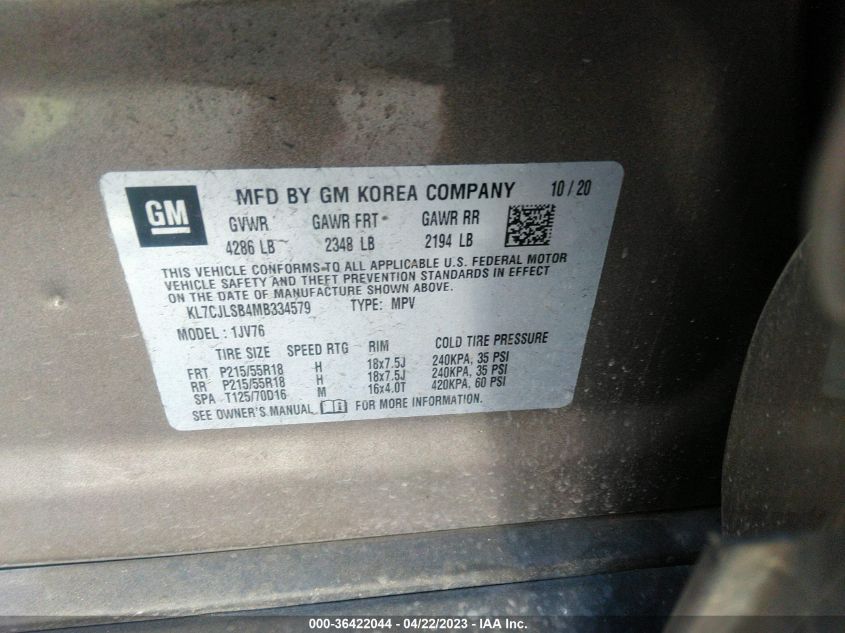 GM
MFD BY GM KOREA COMPANY 10/20
GVWR GAWR FRT GAWR RR
4286 LB 2348 LB 2194 LB
THIS VEHICLE CONFORMS TO ALL APPLICABLE U.S. FEDERAL MOTOR
VEHICLE SAFETY AND THEFT PREVENTION STANDARDS IN EFFECT
ON THE DATE OF MANUFACTURE SHOWN ABOVE.
KL7CJLSB4MB334579 TYPE: MPV
MODEL: 1JV76
TIRE SIZE SPEED RTG RIM COLD TIRE PRESSURE
FRT P215/55R18 H 18x7.5J 240KPA, 35 PSI
RR P215/55R18 H 18x7.5J 240KPA, 35 PSI
SPA T125/70D16 M 16x4.0T 420KPA, 60 PSI
SEE OWNER'S MANUAL FOR MORE INFORMATION.
000-36422044 - 04/22/2023 - IAA Inc.